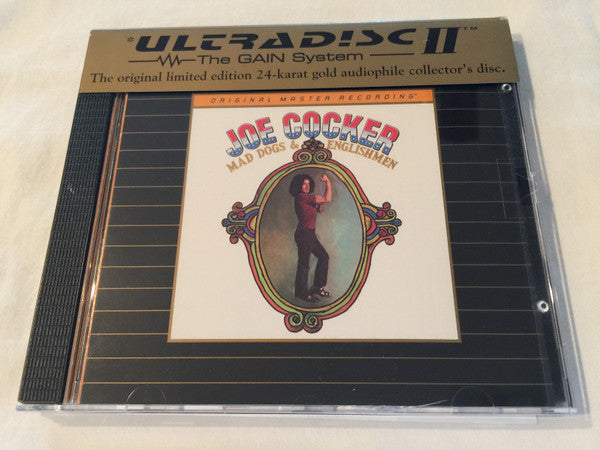 *ULTRADISC II™
The GAIN System
The original limited edition 24-karat gold audiophile collector's disc.
ORIGINAL MASTER RECORDING™
JOE COCKER
MAD DOGS & ENGLISHMEN